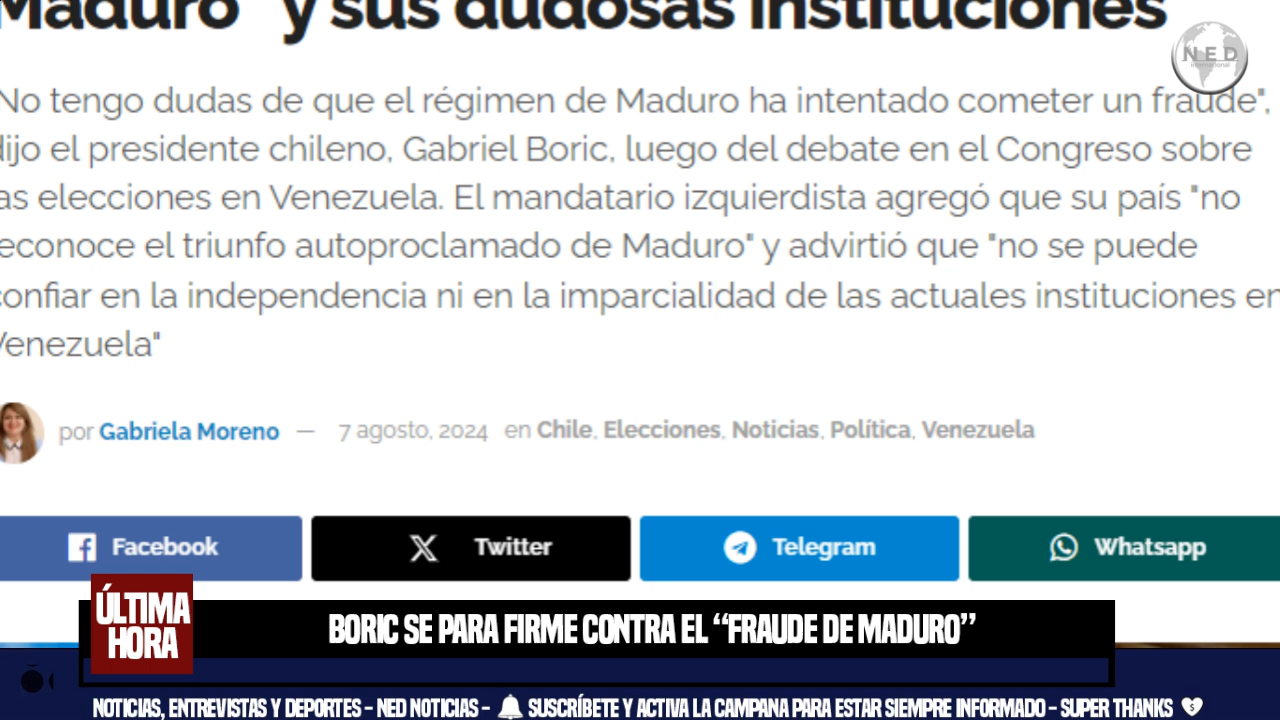 Maduro" y sus dudosas instituciones
NED
international
"No tengo dudas de que el régimen de Maduro ha intentado cometer un fraude",
dijo el presidente chileno, Gabriel Boric, luego del debate en el Congreso sobre
las elecciones en Venezuela. El mandatario izquierdista agregó que su país "no
reconoce el triunfo autoproclamado de Maduro" y advirtió que "no se puede
confiar en la independencia ni en la imparcialidad de las actuales instituciones en
Venezuela"
por Gabriela Moreno — 7 agosto, 2024 en Chile, Elecciones, Noticias, Política, Venezuela
Facebook
Twitter
Telegram
Whatsapp
ÚLTIMA
HORA
BORIC SE PARA FIRME CONTRA EL “FRAUDE DE MADURO”
NOTICIAS, ENTREVISTAS Y DEPORTES - NED NOTICIAS - 🔔 SUSCRÍBETE Y ACTIVA LA CAMPANA PARA ESTAR SIEMPRE INFORMADO - SUPER THANKS